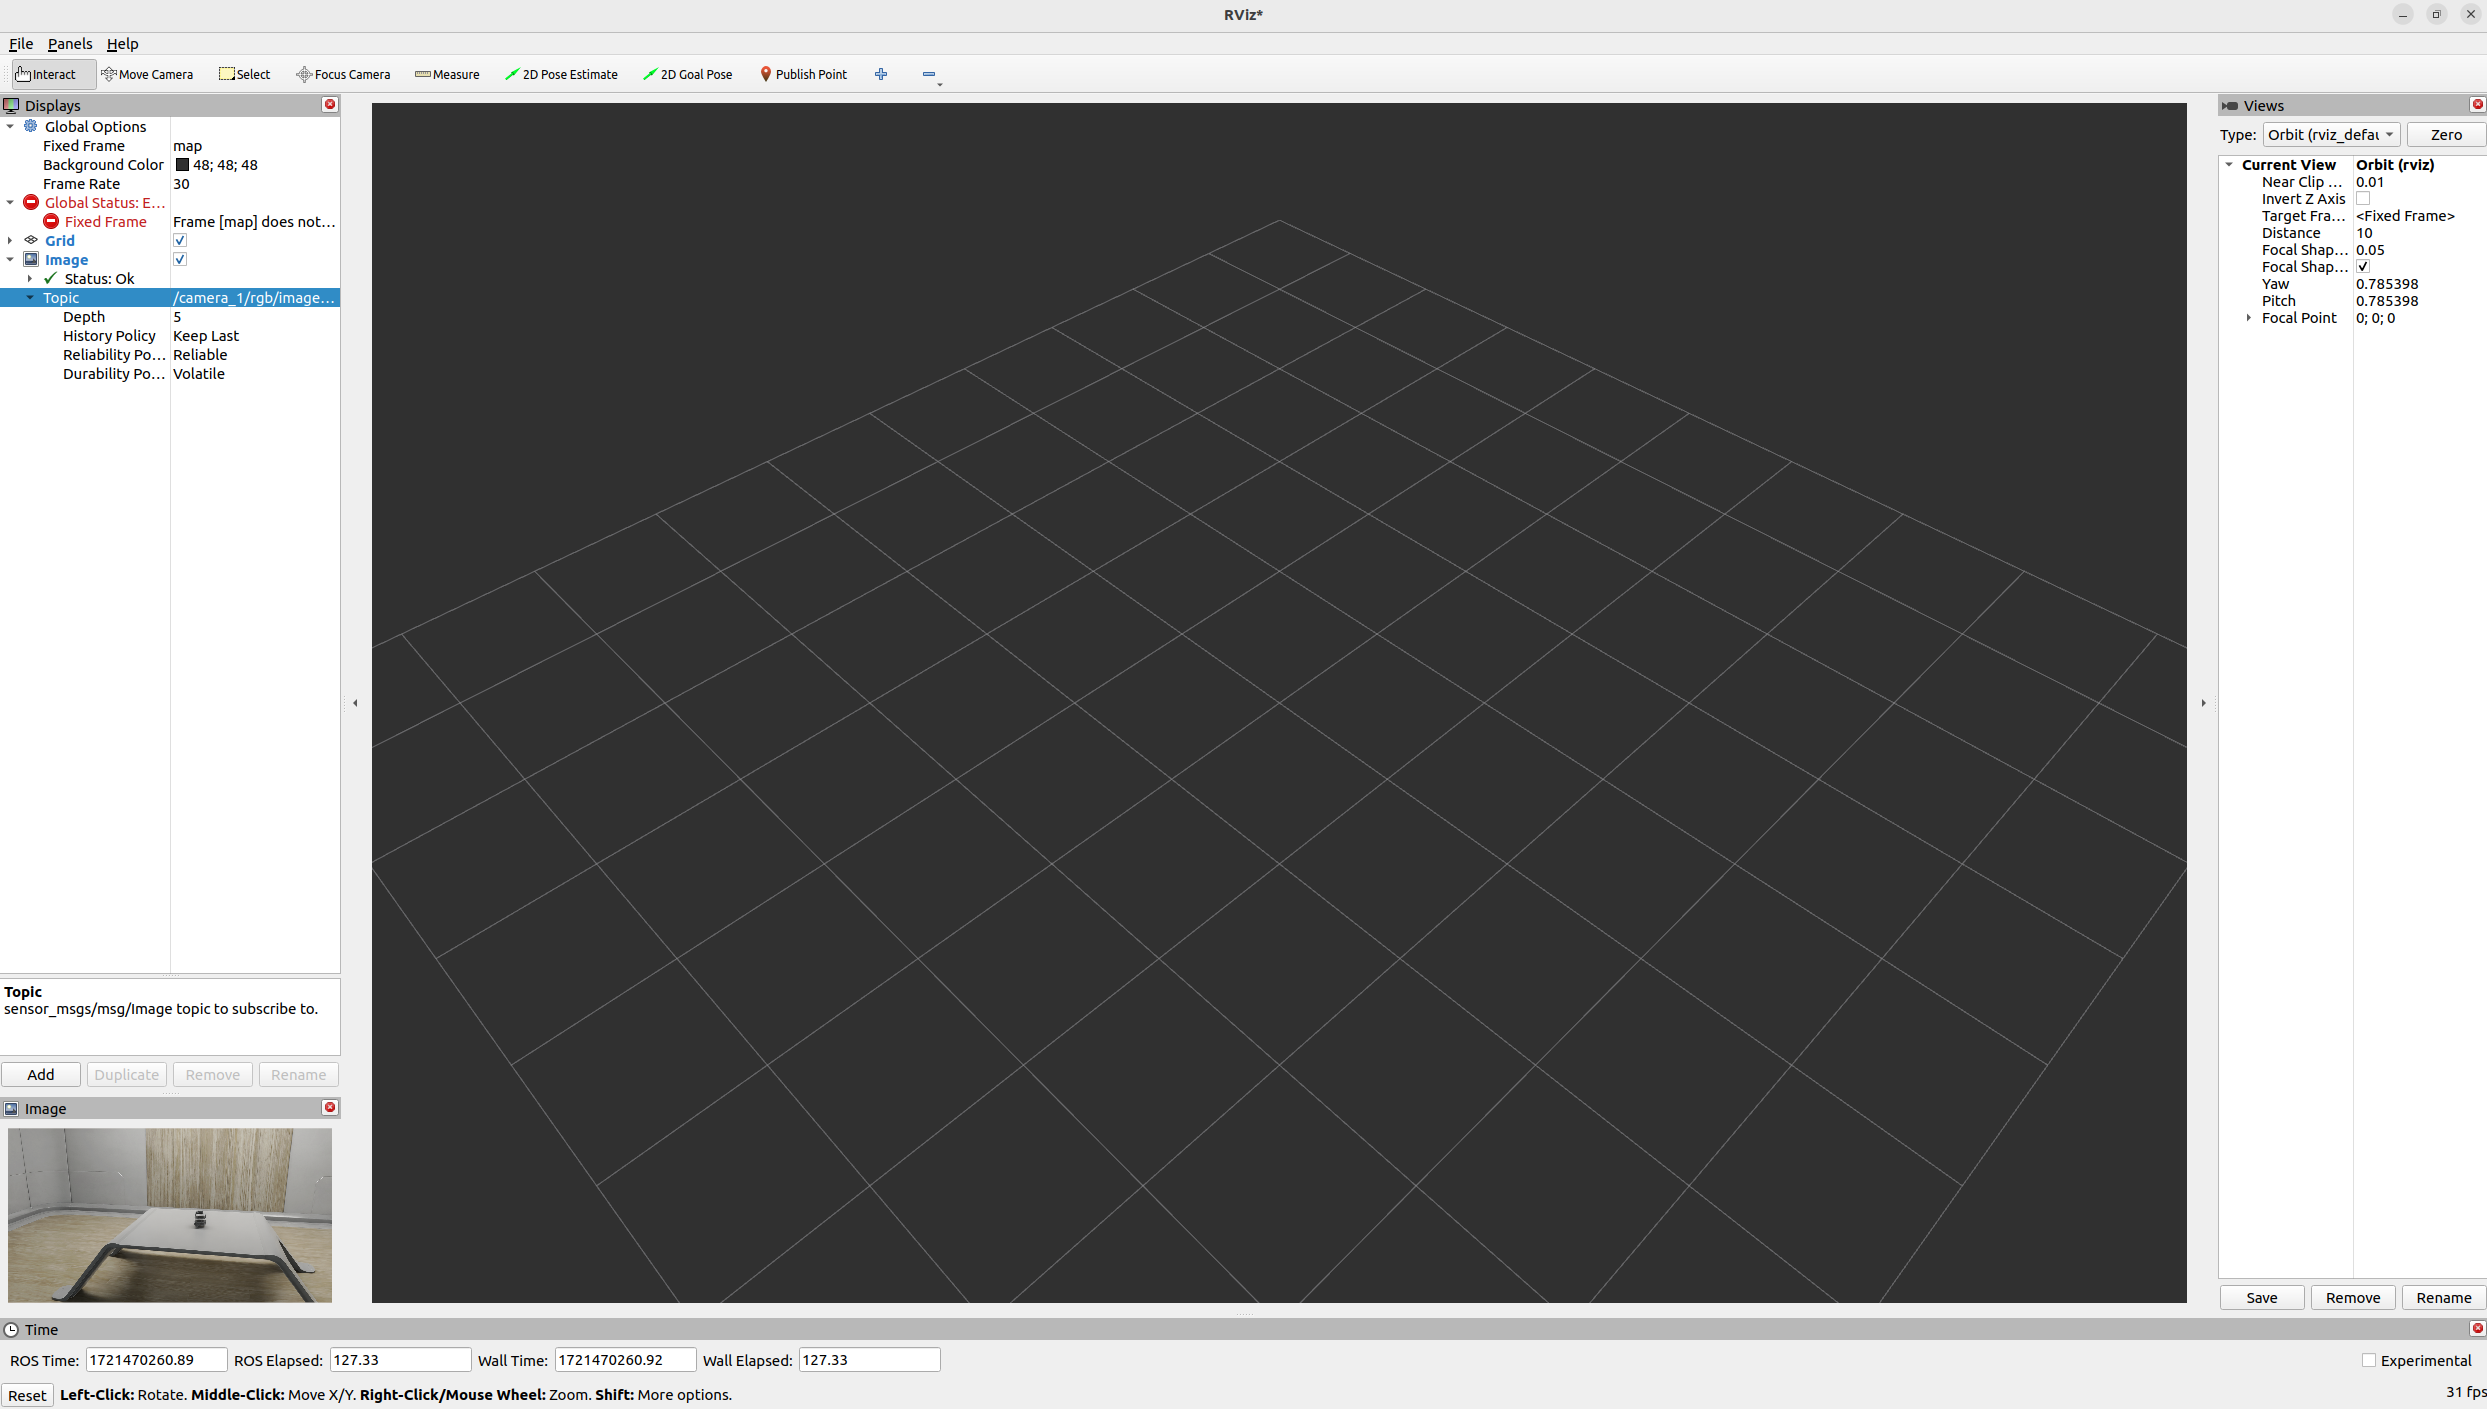 RViz*
File Panels Help
Interact Move Camera Select Focus Camera Measure 2D Pose Estimate 2D Goal Pose Publish Point
Displays
Global Options
Fixed Frame map
Background Color 48; 48; 48
Frame Rate 30
Global Status: E...
Fixed Frame Frame [map] does not...
Grid
Image
Status: Ok
Topic /camera_1/rgb/image...
Depth 5
History Policy Keep Last
Reliability Po... Reliable
Durability Po... Volatile
Topic
sensor_msgs/msg/Image topic to subscribe to.
Add Duplicate Remove Rename
Image
Views
Type: Orbit (rviz_defau Zero
Current View Orbit (rviz)
Near Clip ... 0.01
Invert Z Axis
Target Fra... <Fixed Frame>
Distance 10
Focal Shap... 0.05
Focal Shap...
Yaw 0.785398
Pitch 0.785398
Focal Point 0; 0; 0
Save Remove Rename
Time
ROS Time: 1721470260.89 ROS Elapsed: 127.33 Wall Time: 1721470260.92 Wall Elapsed: 127.33 Experimental
Reset Left-Click: Rotate. Middle-Click: Move X/Y. Right-Click/Mouse Wheel: Zoom. Shift: More options. 31 fps